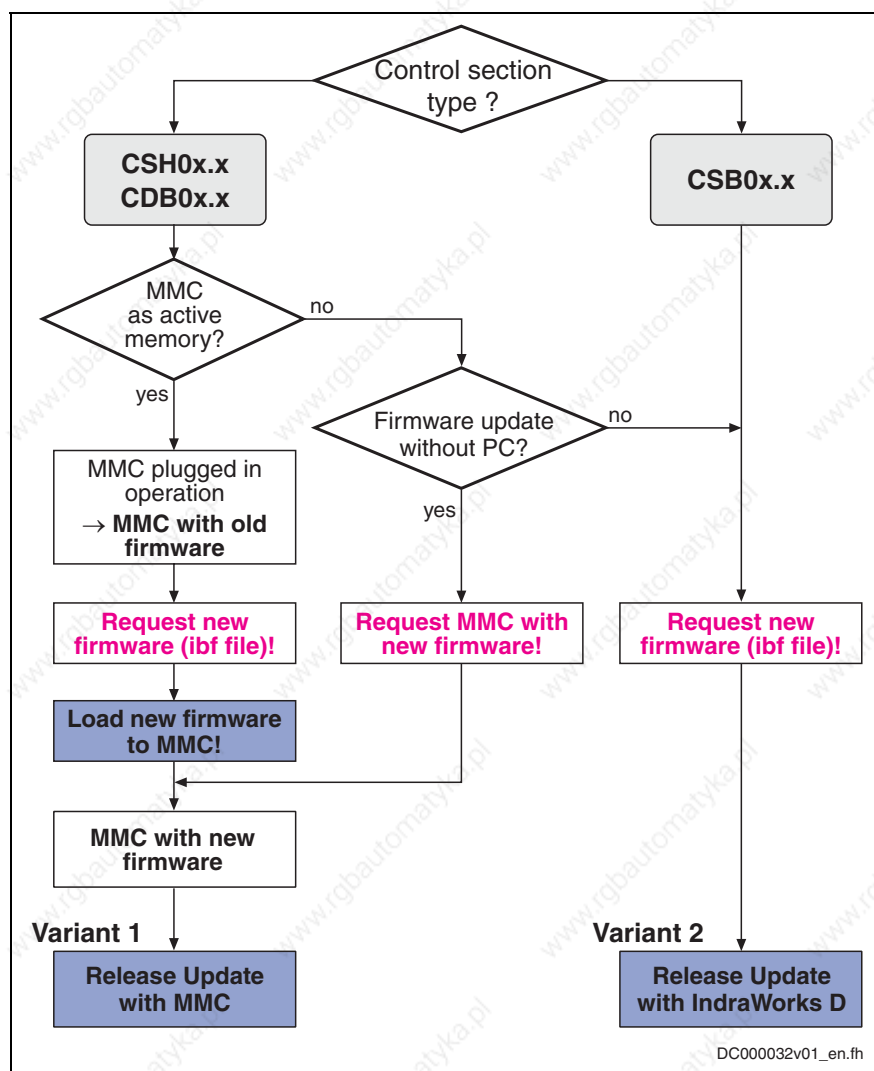 Control section
type ?
CSH0x.x
CDB0x.x
CSB0x.x
MMC
as active
memory?
no
yes
Firmware update
without PC?
no
yes
MMC plugged in
operation
→ MMC with old
firmware
Request new
firmware (ibf file)!
Request MMC with
new firmware!
Request new
firmware (ibf file)!
Load new firmware
to MMC!
MMC with new
firmware
Variant 1
Release Update
with MMC
Variant 2
Release Update
with IndraWorks D
DC000032v01_en.fh
www.rgbautomatyka.pl